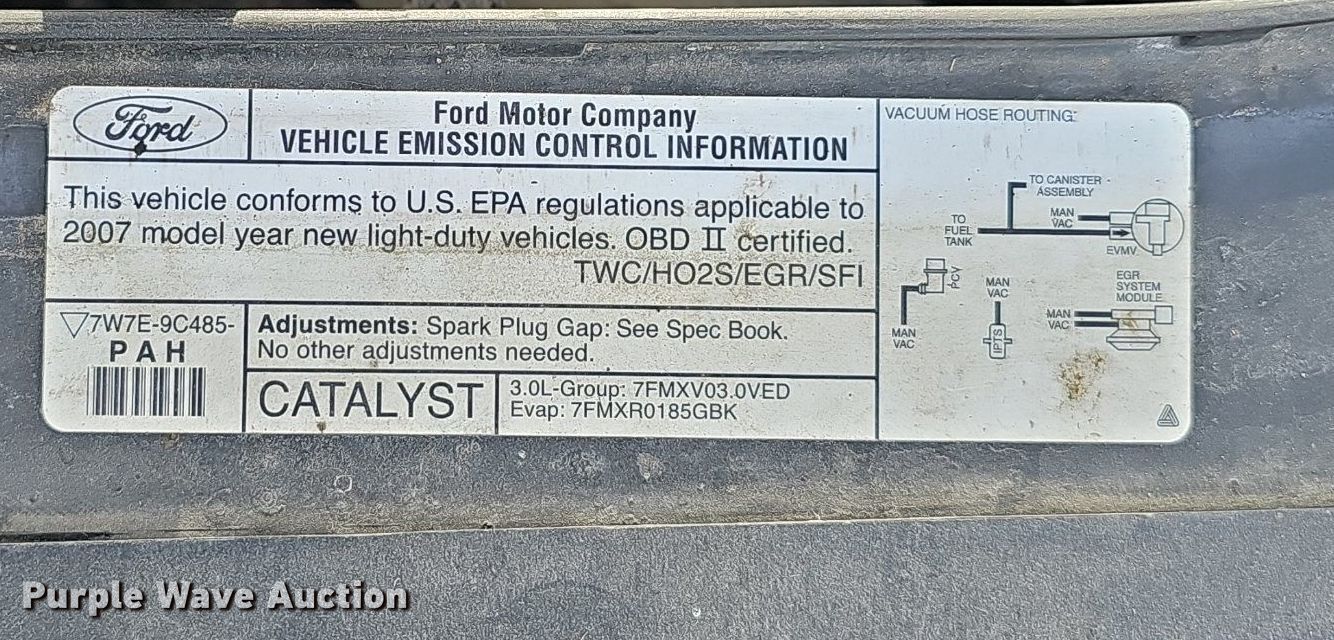 Ford
Ford Motor Company
VEHICLE EMISSION CONTROL INFORMATION
This vehicle conforms to U.S. EPA regulations applicable to
2007 model year new light-duty vehicles. OBD II certified.
TWC/HO2S/EGR/SFI
7W7E-9C485-
PAH
Adjustments: Spark Plug Gap: See Spec Book.
No other adjustments needed.
CATALYST
3.0L-Group: 7FMXV03.0VED
Evap: 7FMXR0185GBK
VACUUM HOSE ROUTING:
TO CANISTER
ASSEMBLY
MAN
VAC
TO
FUEL
TANK
EVMV
PCV
MAN
VAC
MAN
VAC
IPTS
EGR
SYSTEM
MODULE
MAN
VAC
Purple Wave Auction